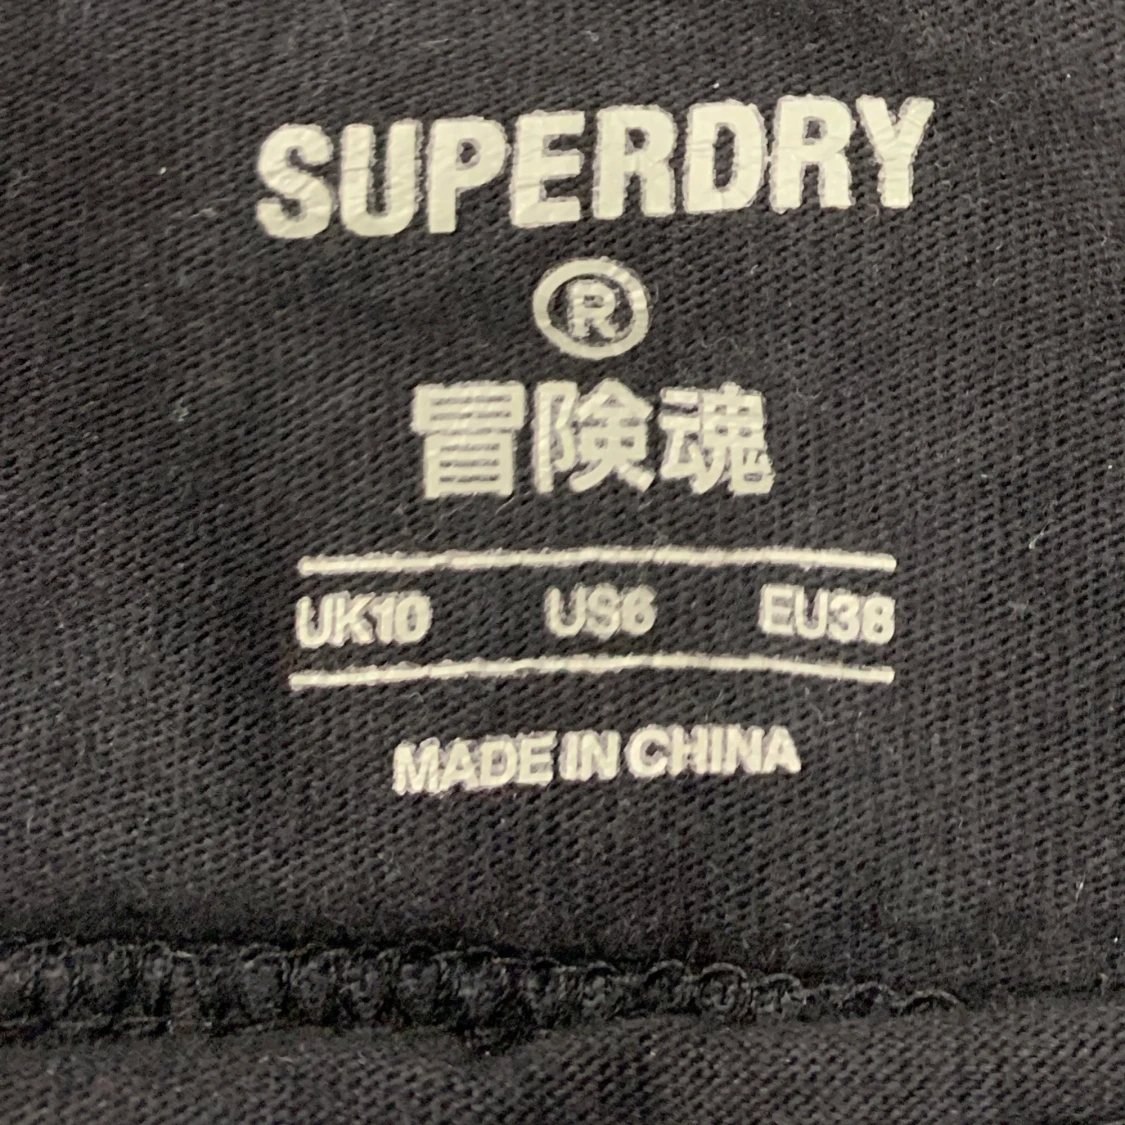 SUPERDRY
®
冒険魂
UK10 US6 EU38
MADE IN CHINA